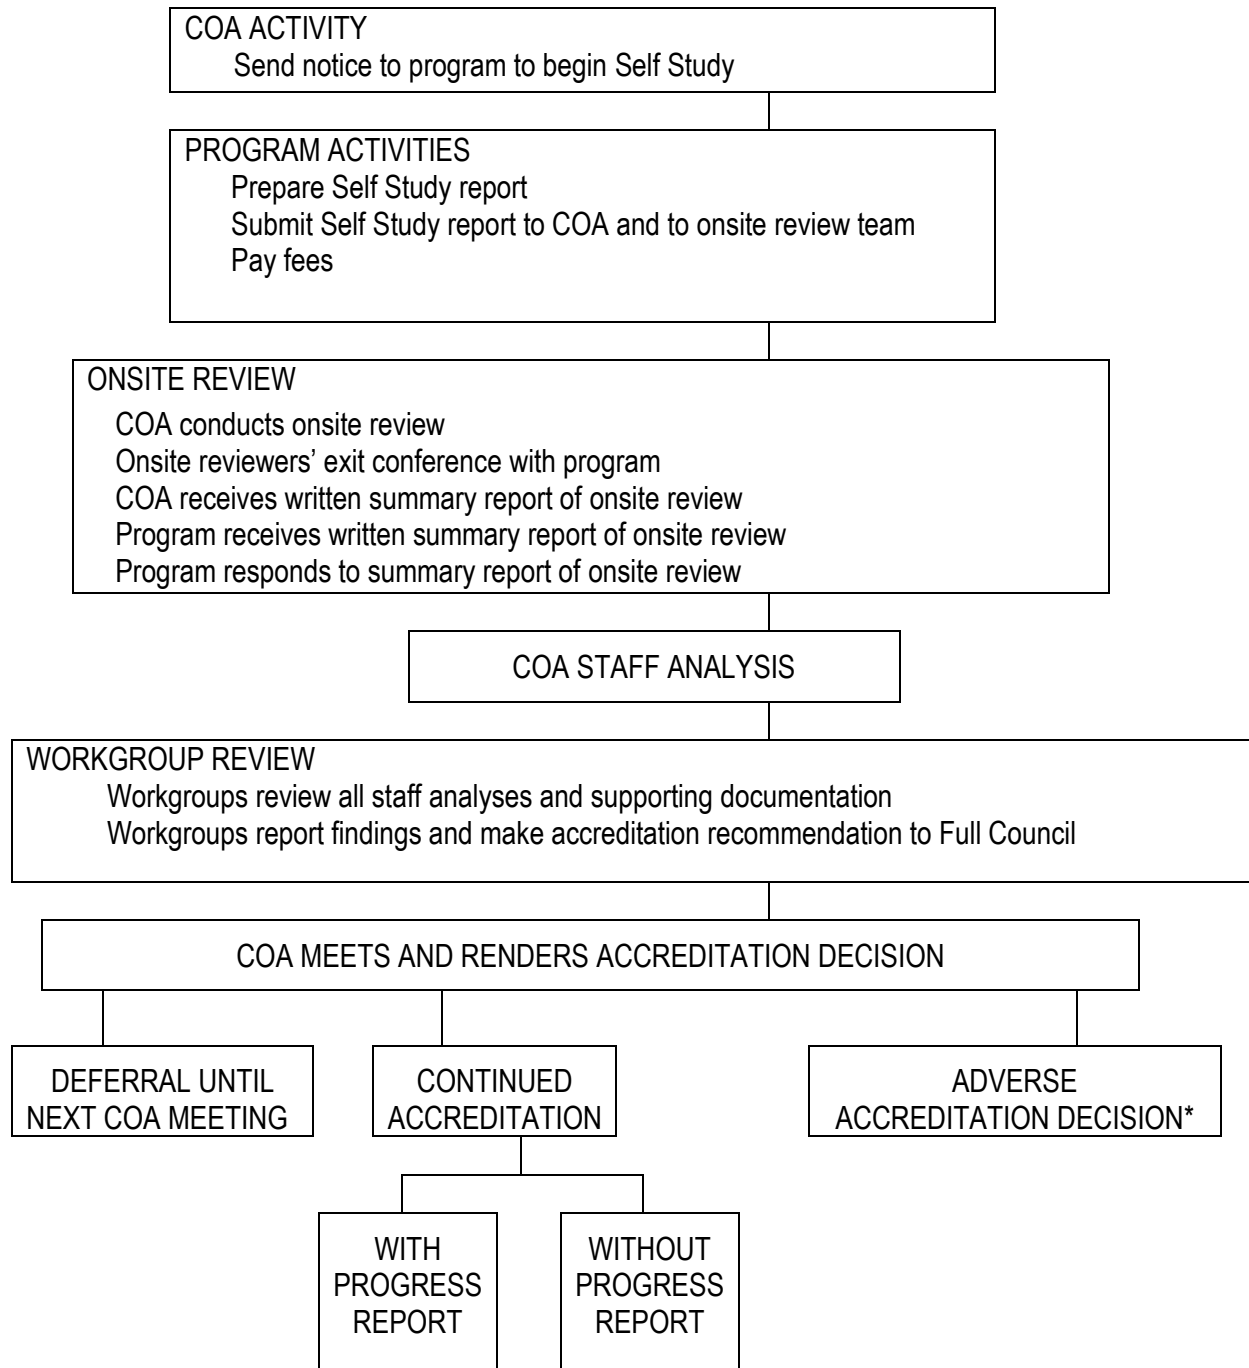 COA ACTIVITY
Send notice to program to begin Self Study
PROGRAM ACTIVITIES
Prepare Self Study report
Submit Self Study report to COA and to onsite review team
Pay fees
ONSITE REVIEW
COA conducts onsite review
Onsite reviewers’ exit conference with program
COA receives written summary report of onsite review
Program receives written summary report of onsite review
Program responds to summary report of onsite review
COA STAFF ANALYSIS
WORKGROUP REVIEW
Workgroups review all staff analyses and supporting documentation
Workgroups report findings and make accreditation recommendation to Full Council
COA MEETS AND RENDERS ACCREDITATION DECISION
DEFERRAL UNTIL
NEXT COA MEETING
CONTINUED
ACCREDITATION
ADVERSE
ACCREDITATION DECISION*
WITH
PROGRESS
REPORT
WITHOUT
PROGRESS
REPORT